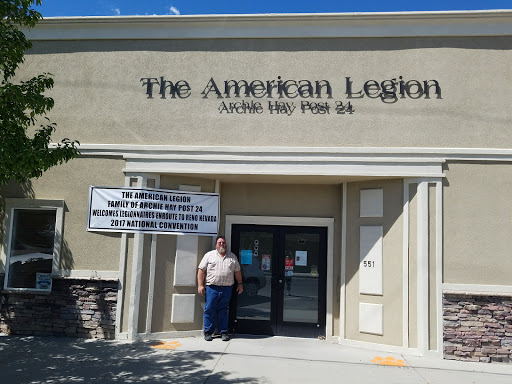 The American Legion
Archie Hay Post 24
THE AMERICAN LEGION
FAMILY OF ARCHIE HAY POST 24
WELCOMES LEGIONNAIRES ENROUTE TO RENO NEVADA
2017 NATIONAL CONVENTION
551